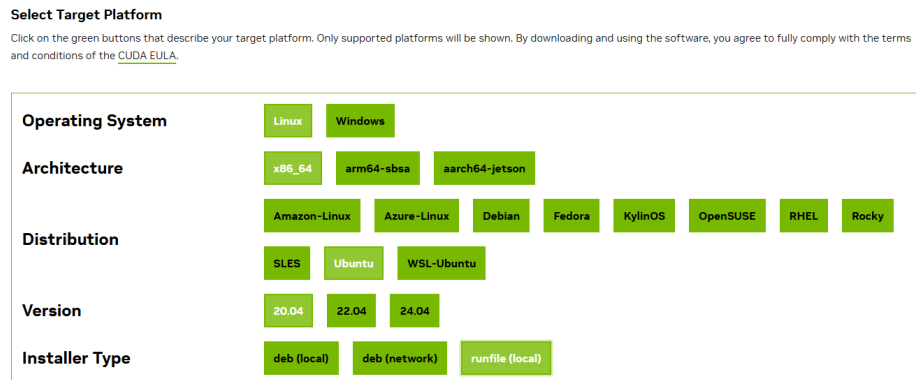 Select Target Platform
Click on the green buttons that describe your target platform. Only supported platforms will be shown. By downloading and using the software, you agree to fully comply with the terms
and conditions of the CUDA EULA.
Operating System
Linux Windows
Architecture
x86_64 arm64-sbsa aarch64-jetson
Distribution
Amazon-Linux Azure-Linux Debian Fedora KylinOS OpenSUSE RHEL Rocky
SLES Ubuntu WSL-Ubuntu
Version
20.04 22.04 24.04
Installer Type
deb (local) deb (network) runfile (local)